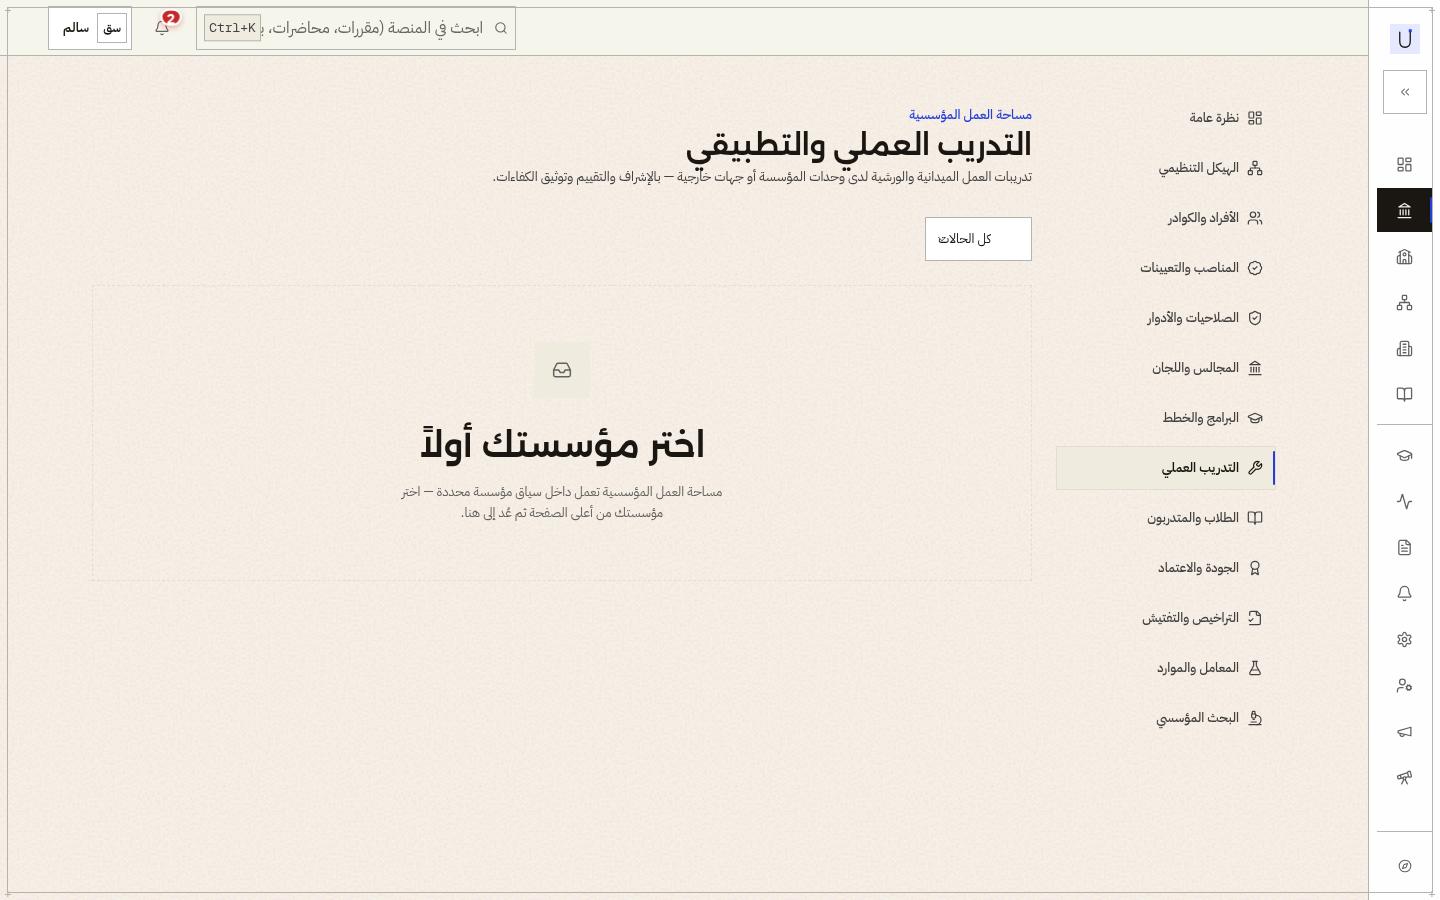 ابحث في المنصة (مقررات، محاضرات،
Ctrl+K
2
سق
سالم
مساحة العمل المؤسسية
التدريب العملي والتطبيقي
تدريبات العمل الميدانية والورشية لدى وحدات المؤسسة أو جهات خارجية — بالإشراف والتقييم وتوثيق الكفاءات.
كل الحالات
اختر مؤسستك أولاً
مساحة العمل المؤسسية تعمل داخل سياق مؤسسة محددة — اختر
مؤسستك من أعلى الصفحة ثم عُد إلى هنا.
نظرة عامة
الهيكل التنظيمي
الأفراد والكوادر
المناصب والتعيينات
الصلاحيات والأدوار
المجالس واللجان
البرامج والخطط
التدريب العملي
الطلاب والمتدربون
الجودة والاعتماد
التراخيص والتفتيش
المعامل والموارد
البحث المؤسسي